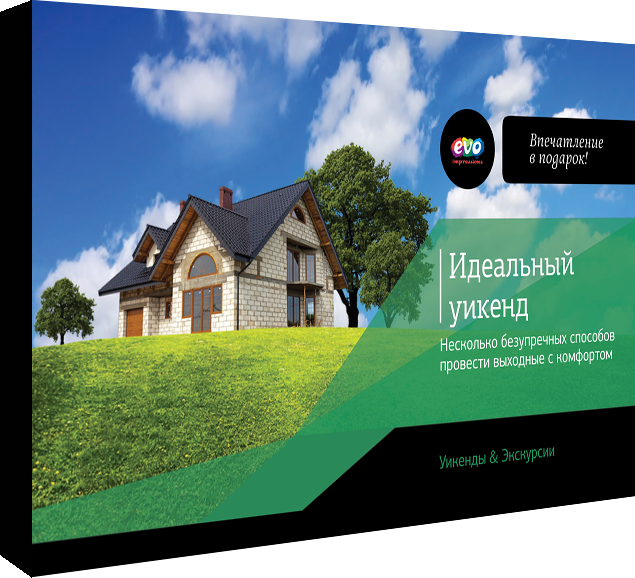 evo
impressions
Впечатление
в подарок!
Идеальный
уикенд
Несколько безупречных способов
провести выходные с комфортом
Уикенды & Экскурсии